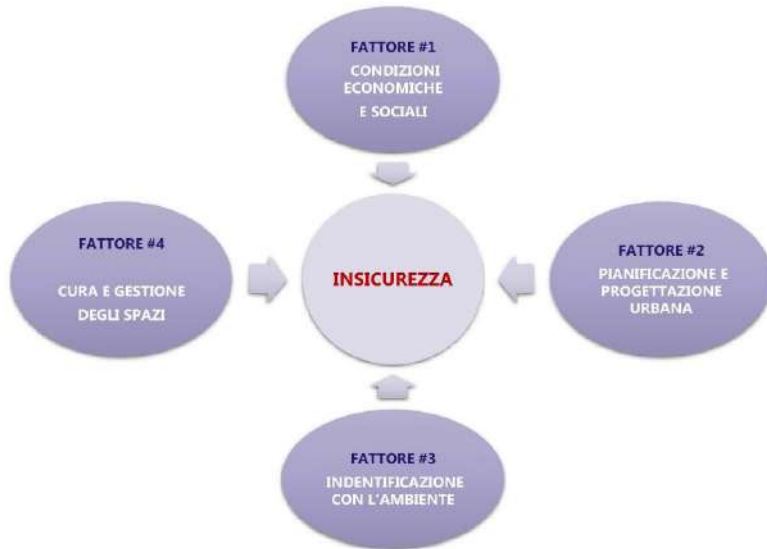 FATTORE #1
CONDIZIONI
ECONOMICHE
E SOCIALI
FATTORE #4
CURA E GESTIONE
DEGLI SPAZI
INSICUREZZA
FATTORE #2
PIANIFICAZIONE E
PROGETTAZIONE
URBANA
FATTORE #3
INDENTIFICAZIONE
CON L'AMBIENTE